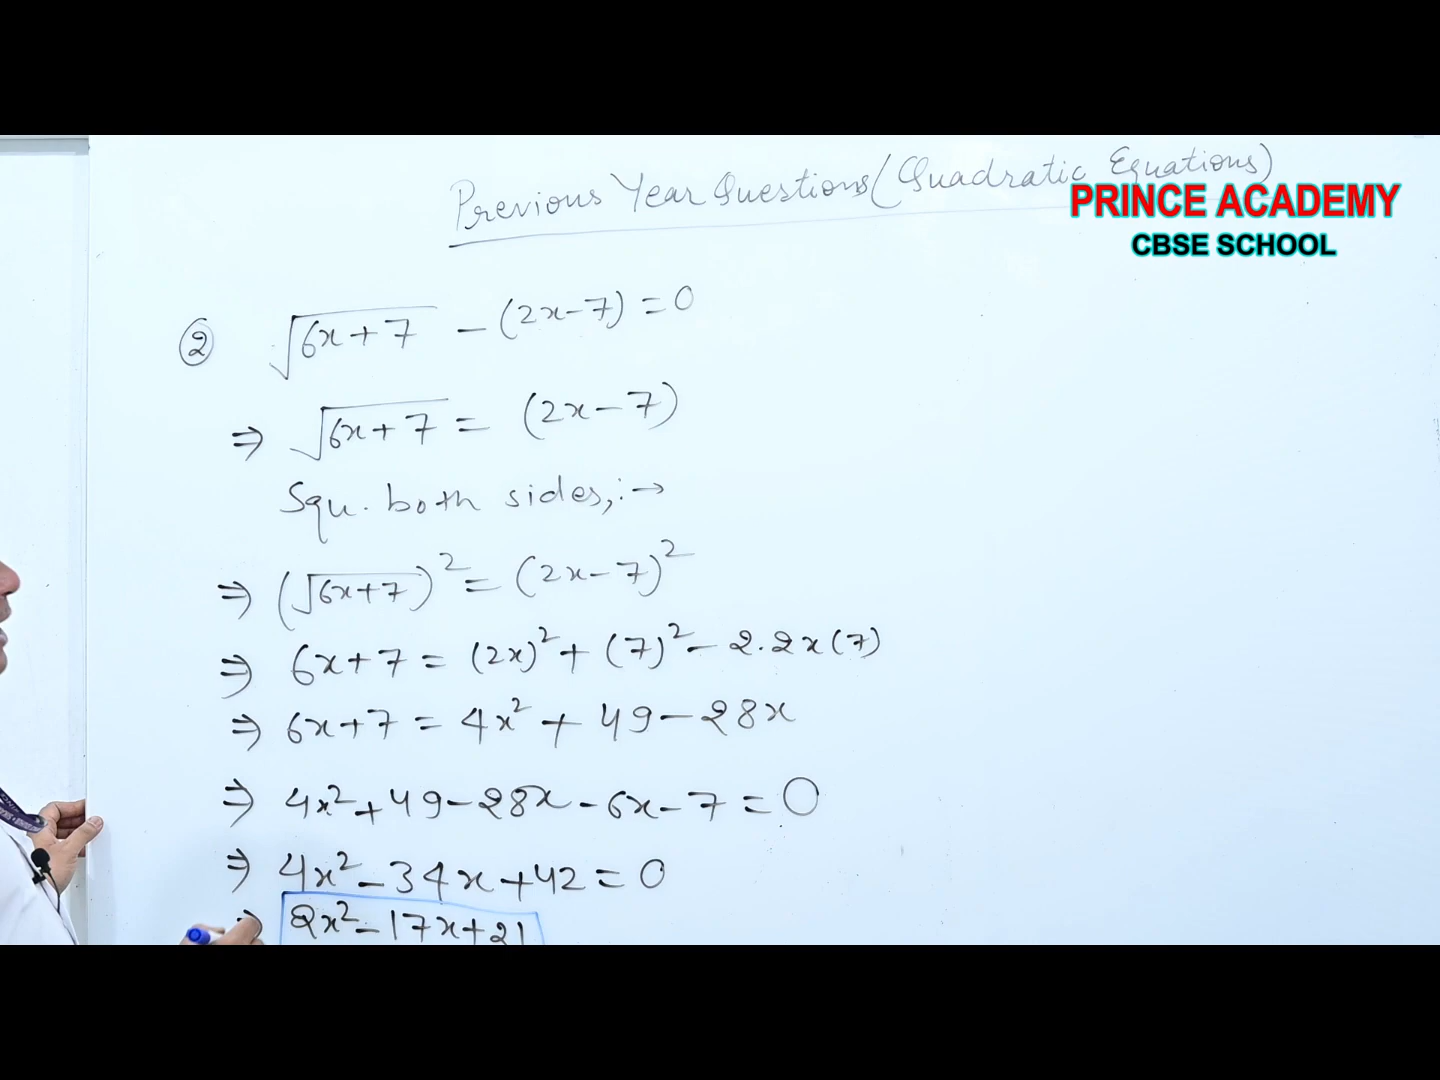 Previous Year Questions (Quadratic Equations)
PRINCE ACADEMY
CBSE SCHOOL
② √(6x+7) - (2x-7) = 0
⇒ √(6x+7) = (2x-7)
Squ. both sides,:→
⇒ (√(6x+7))² = (2x-7)²
⇒ 6x+7 = (2x)² + (7)² - 2.2x(7)
⇒ 6x+7 = 4x² + 49 - 28x
⇒ 4x² + 49 - 28x - 6x - 7 = 0
⇒ 4x² - 34x + 42 = 0
⇒ 2x² - 17x + 21